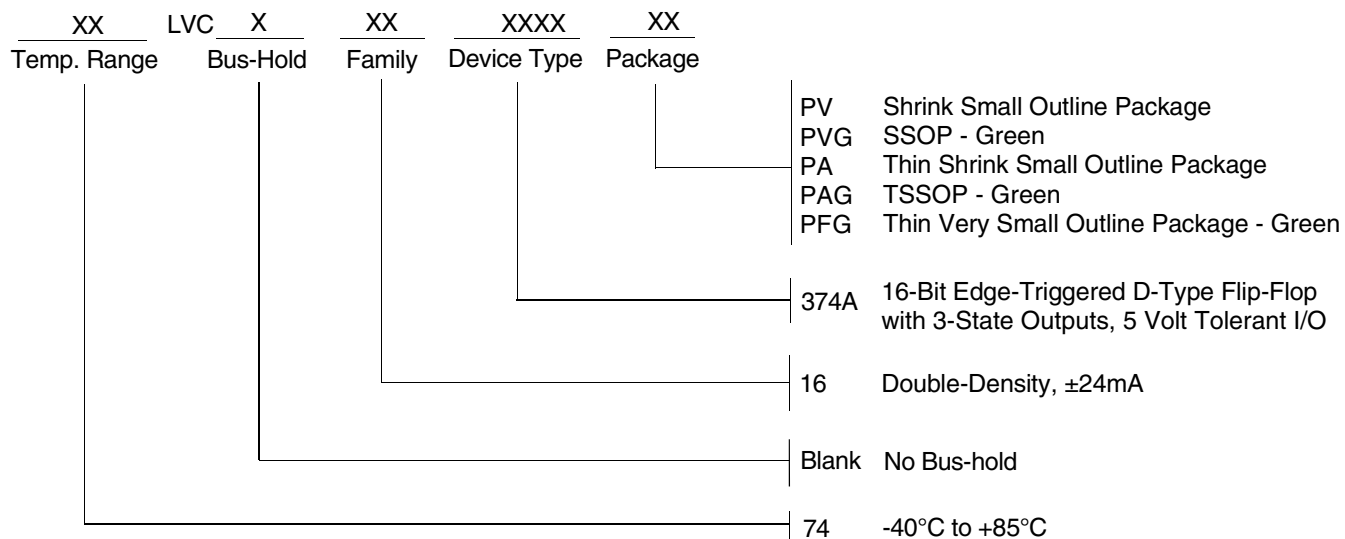 XX LVC X XX XXXX XX
Temp. Range Bus-Hold Family Device Type Package
PV Shrink Small Outline Package
PVG SSOP - Green
PA Thin Shrink Small Outline Package
PAG TSSOP - Green
PFG Thin Very Small Outline Package - Green
374A 16-Bit Edge-Triggered D-Type Flip-Flop
with 3-State Outputs, 5 Volt Tolerant I/O
16 Double-Density, ±24mA
Blank No Bus-hold
74 -40°C to +85°C